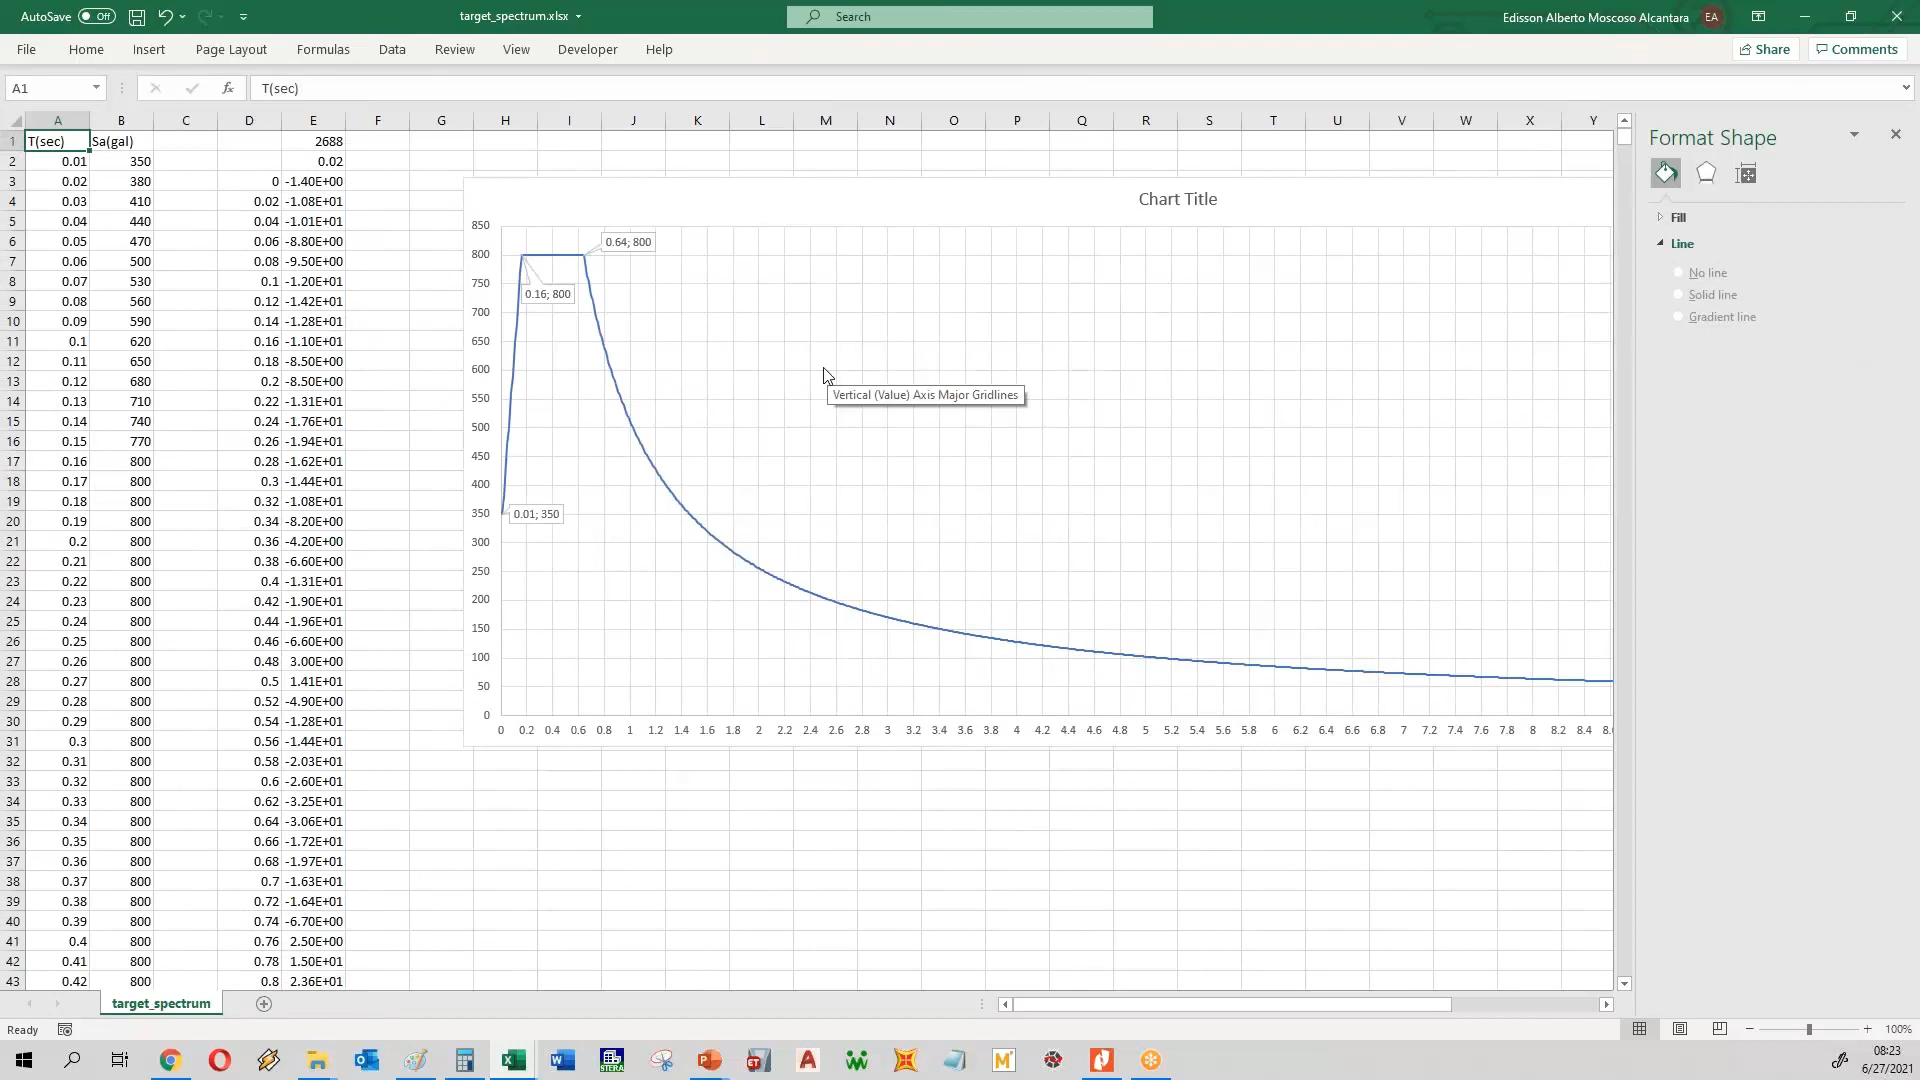 AutoSave Off target_spectrum.xlsx Search Edisson Alberto Moscoso Alcantara EA
File Home Insert Page Layout Formulas Data Review View Developer Help Share Comments
A1 fx T(sec)
A B C D E F G H I J K L M N O P Q R S T U V W X Y
1 T(sec) Sa(gal) 2688
2 0.01 350 0.02
3 0.02 380 0 -1.40E+00
4 0.03 410 0.02 -1.08E+01
5 0.04 440 0.04 -1.01E+01
6 0.05 470 0.06 -8.80E+00
7 0.06 500 0.08 -9.50E+00
8 0.07 530 0.1 -1.20E+01
9 0.08 560 0.12 -1.42E+01
10 0.09 590 0.14 -1.28E+01
11 0.1 620 0.16 -1.10E+01
12 0.11 650 0.18 -8.50E+00
13 0.12 680 0.2 -8.50E+00
14 0.13 710 0.22 -1.31E+01
15 0.14 740 0.24 -1.76E+01
16 0.15 770 0.26 -1.94E+01
17 0.16 800 0.28 -1.62E+01
18 0.17 800 0.3 -1.44E+01
19 0.18 800 0.32 -1.08E+01
20 0.19 800 0.34 -8.20E+00
21 0.2 800 0.36 -4.20E+00
22 0.21 800 0.38 -6.60E+00
23 0.22 800 0.4 -1.31E+01
24 0.23 800 0.42 -1.90E+01
25 0.24 800 0.44 -1.96E+01
26 0.25 800 0.46 -6.60E+00
27 0.26 800 0.48 3.00E+00
28 0.27 800 0.5 1.41E+01
29 0.28 800 0.52 -4.90E+00
30 0.29 800 0.54 -1.28E+01
31 0.3 800 0.56 -1.44E+01
32 0.31 800 0.58 -2.03E+01
33 0.32 800 0.6 -2.60E+01
34 0.33 800 0.62 -3.25E+01
35 0.34 800 0.64 -3.06E+01
36 0.35 800 0.66 -1.72E+01
37 0.36 800 0.68 -1.97E+01
38 0.37 800 0.7 -1.63E+01
39 0.38 800 0.72 -1.64E+01
40 0.39 800 0.74 -6.70E+00
41 0.4 800 0.76 2.50E+00
42 0.41 800 0.78 1.50E+01
43 0.42 800 0.8 2.36E+01
Chart Title
850
800
750
700
650
600
550
500
450
400
350
300
250
200
150
100
50
0
0.64; 800
0.16; 800
0.01; 350
Vertical (Value) Axis Major Gridlines
0 0.2 0.4 0.6 0.8 1 1.2 1.4 1.6 1.8 2 2.2 2.4 2.6 2.8 3 3.2 3.4 3.6 3.8 4 4.2 4.4 4.6 4.8 5 5.2 5.4 5.6 5.8 6 6.2 6.4 6.6 6.8 7 7.2 7.4 7.6 7.8 8 8.2 8.4
Format Shape
Fill
Line
No line
Solid line
Gradient line
target_spectrum
Ready 100%
STERA ET
08:23
6/27/2021